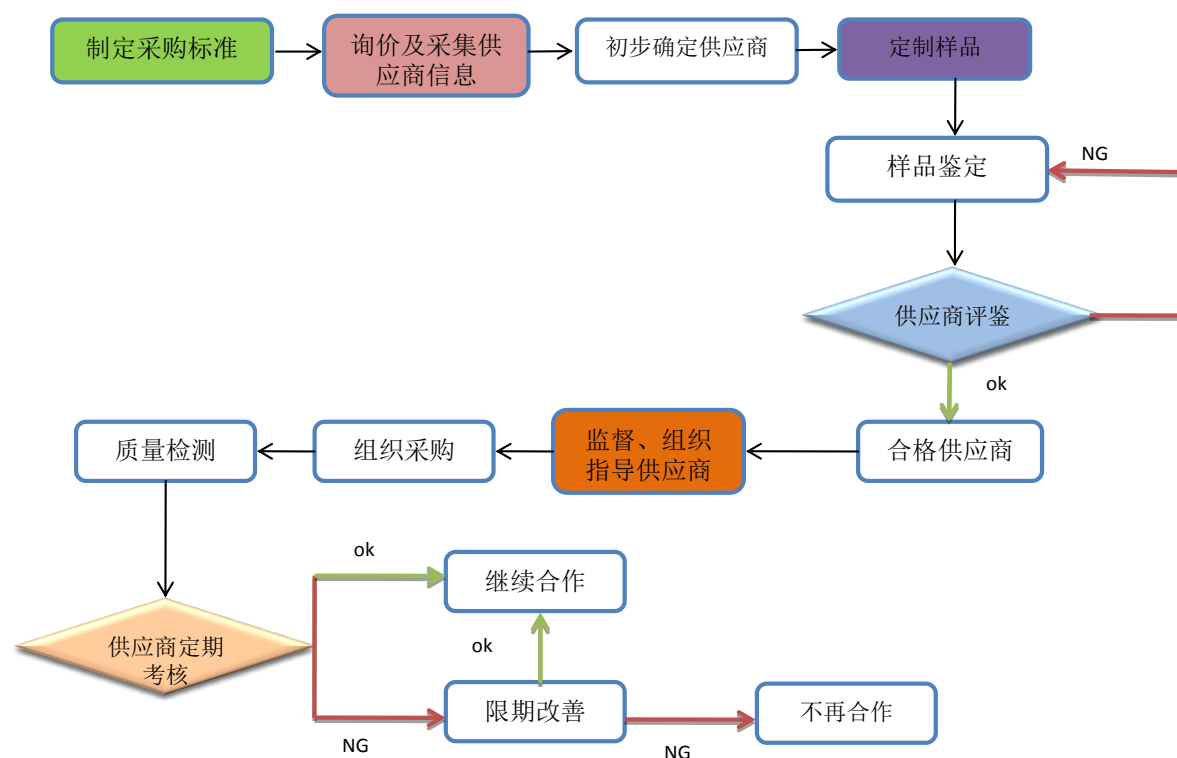 制定采购标准
询价及采集供
应商信息
初步确定供应商
定制样品
样品鉴定
NG
供应商评鉴
ok
质量检测
组织采购
监督、组织
指导供应商
合格供应商
ok
继续合作
供应商定期
考核
ok
限期改善
不再合作
NG
NG